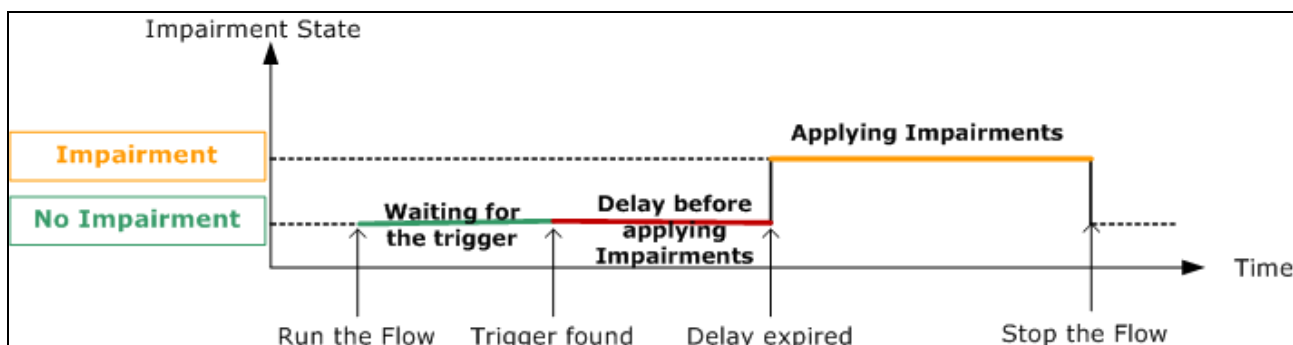 Impairment State
Applying Impairments
Impairment
No Impairment
Waiting for
the trigger
Delay before
applying
Impairments
Time
Run the Flow
Trigger found
Delay expired
Stop the Flow